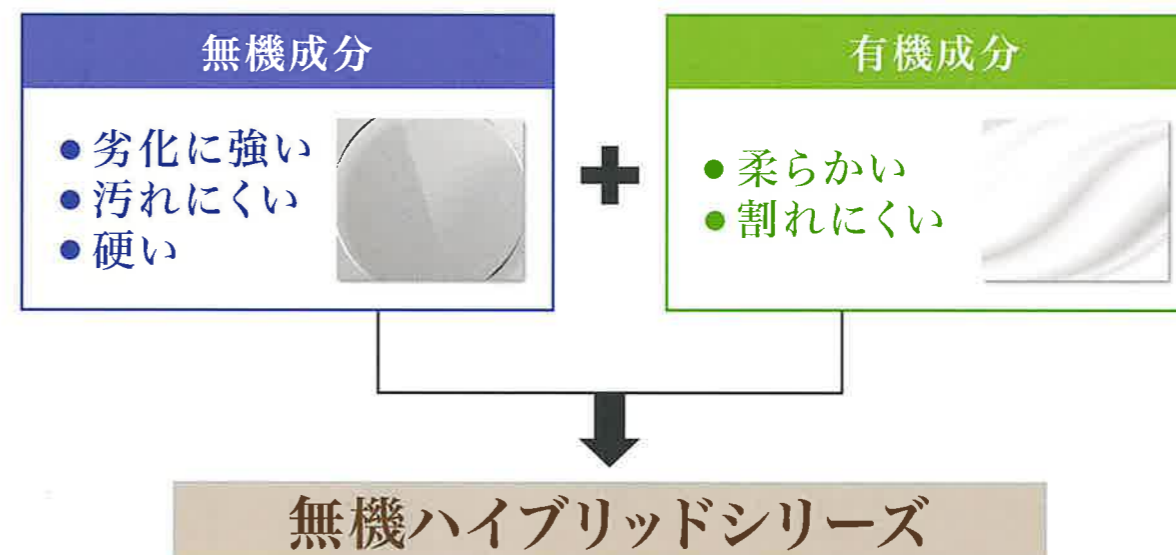 無機成分
● 劣化に強い
● 汚れにくい
● 硬い
有機成分
● 柔らかい
● 割れにくい
無機ハイブリッドシリーズ